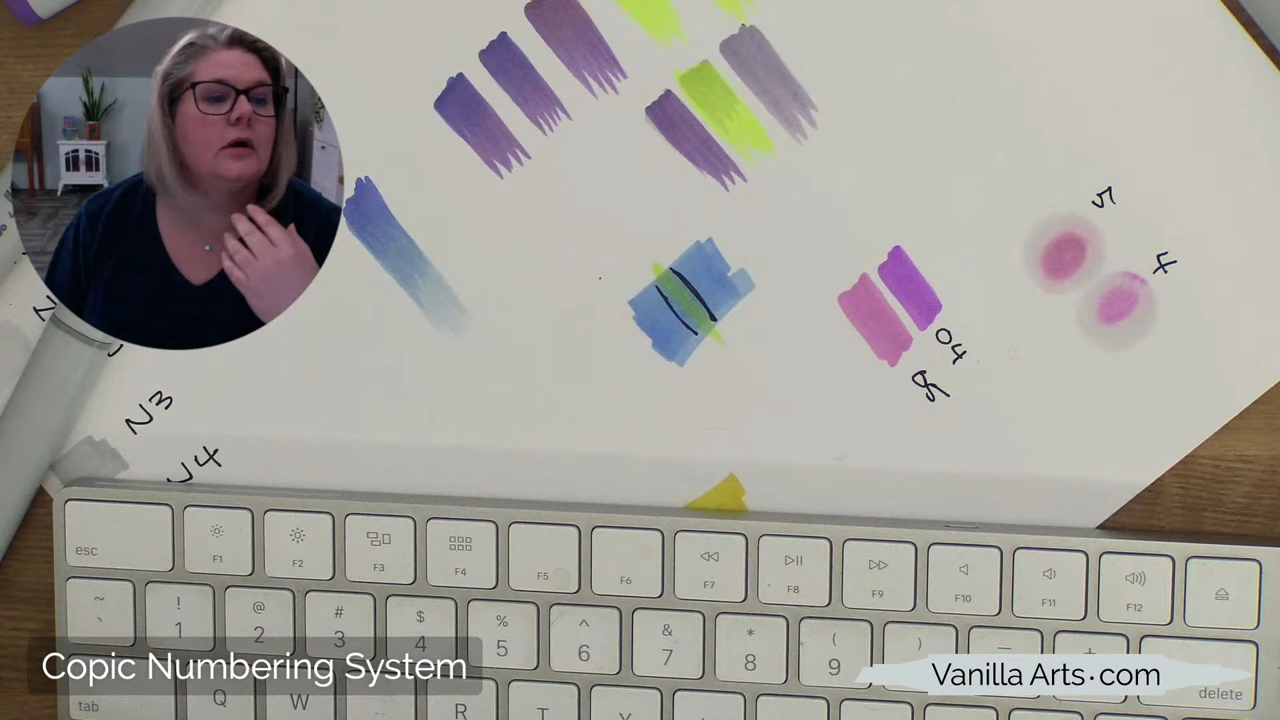 5
4
04
N3
4
esc
F1
F2
F3
F4
F5
F6
F7
F8
F9
F10
F11
F12
~
`
!
1
@
2
#
3
$
4
%
5
^
6
&
7
*
8
(
9
)
delete
tab
Q
W
R
T
Copic Numbering System
Vanilla Arts.com